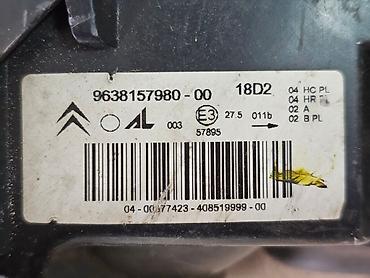 9638157980-00 18D2
04 HC PL
04 HR PL
02 A
02 B PL
AL 003 E3 27.5 011b
57895
04-00577423-408519999-00